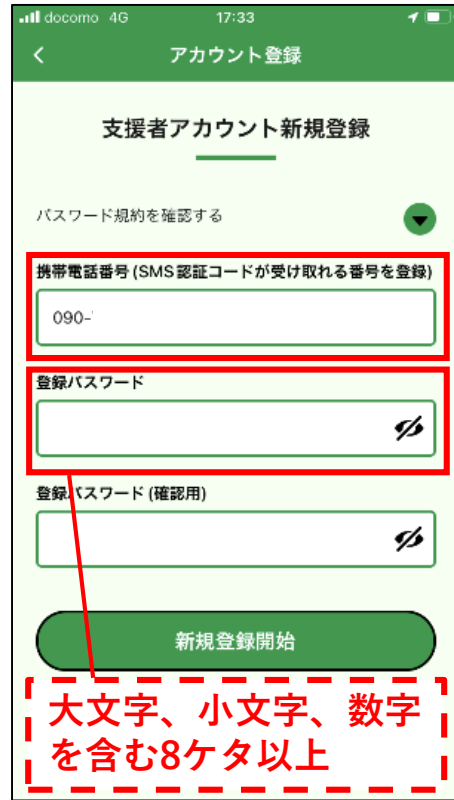 docomo 4G 17:33
アカウント登録
支援者アカウント新規登録
パスワード規約を確認する
携帯電話番号(SMS認証コードが受け取れる番号を登録)
090-
登録パスワード
登録パスワード(確認用)
新規登録開始
大文字、小文字、数字
を含む8ケタ以上